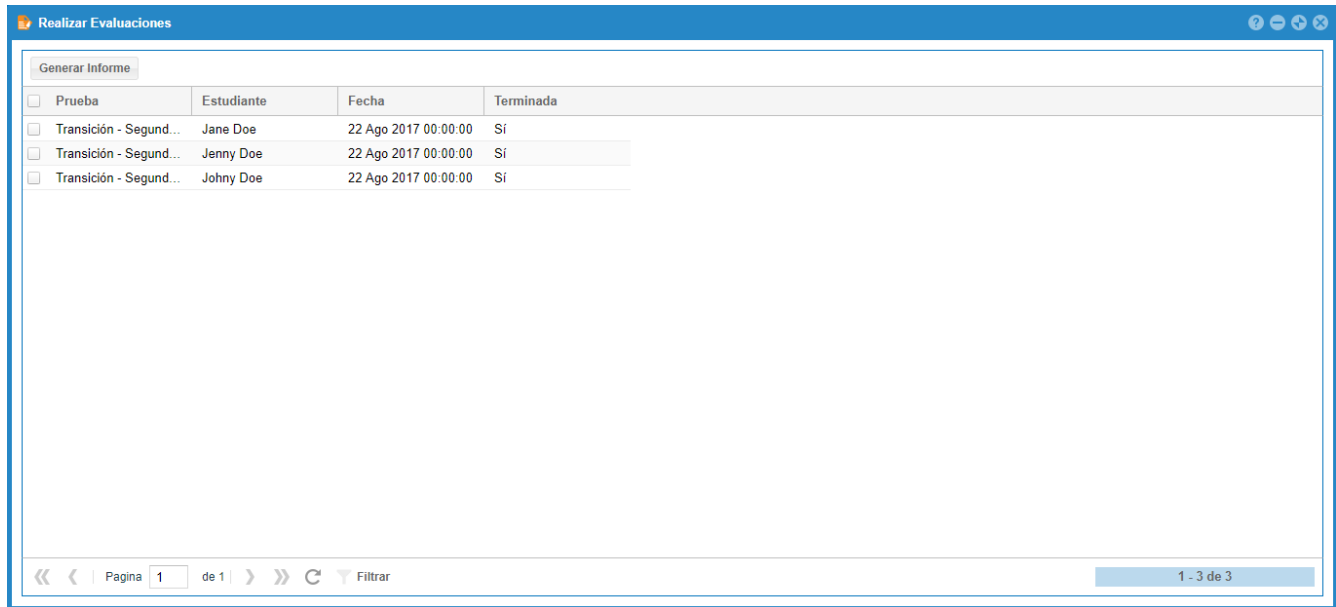 Realizar Evaluaciones
Generar Informe
Prueba Estudiante Fecha Terminada
Transición - Segund... Jane Doe 22 Ago 2017 00:00:00 Sí
Transición - Segund... Jenny Doe 22 Ago 2017 00:00:00 Sí
Transición - Segund... Johny Doe 22 Ago 2017 00:00:00 Sí
Pagina 1 de 1 Filtrar 1 - 3 de 3